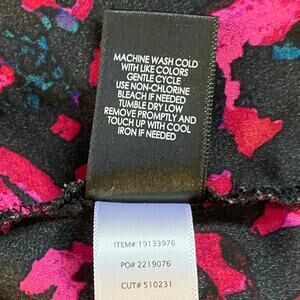 MACHINE WASH COLD
WITH LIKE COLORS
GENTLE CYCLE
USE NON-CHLORINE
BLEACH IF NEEDED
TUMBLE DRY LOW
REMOVE PROMPTLY AND
TOUCH UP WITH COOL
IRON IF NEEDED
ITEM#: 19133976
PO# 2219076
CUT# 510231